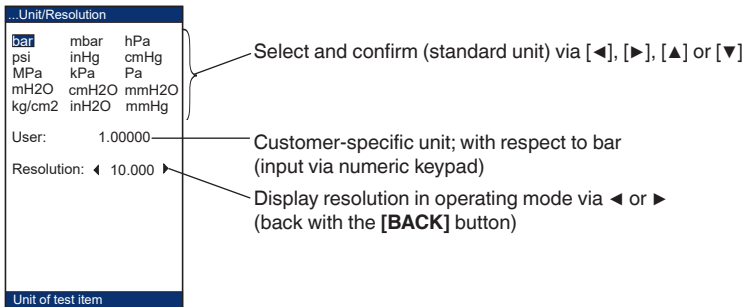 ...Unit/Resolution
bar mbar hPa
psi inHg cmHg
MPa kPa Pa
mH2O cmH2O mmH2O
kg/cm2 inH2O mmHg
User: 1.00000
Resolution: ◄ 10.000 ►
Unit of test item
Select and confirm (standard unit) via [◄], [►], [▲] or [▼]
Customer-specific unit; with respect to bar
(input via numeric keypad)
Display resolution in operating mode via ◄ or ►
(back with the [BACK] button)